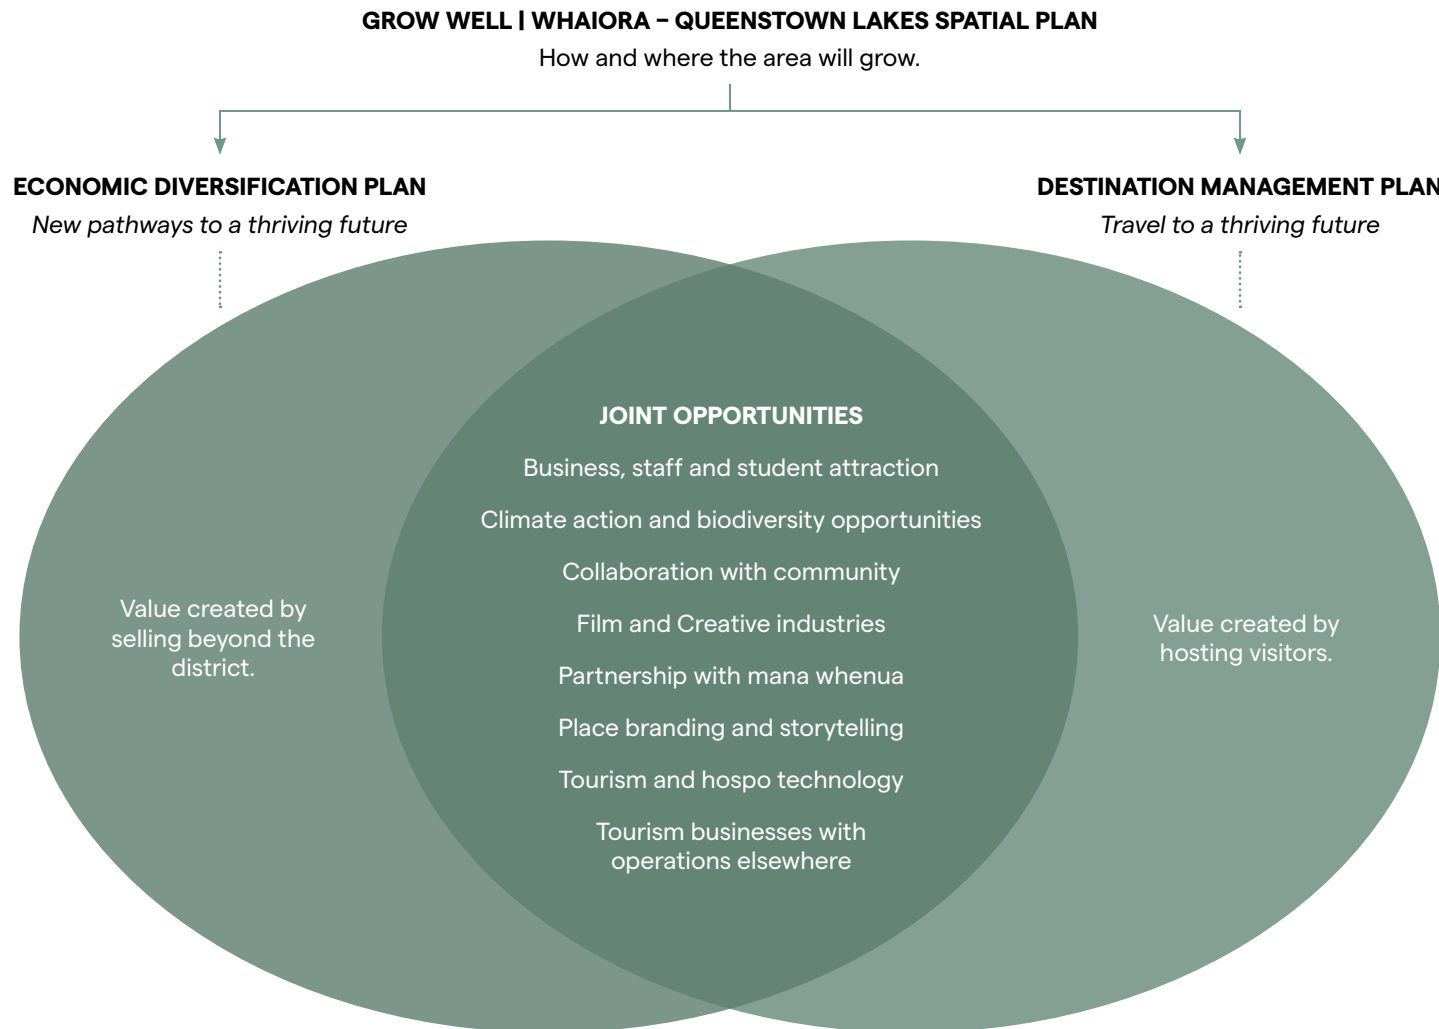 GROW WELL | WHAIORA – QUEENSTOWN LAKES SPATIAL PLAN
How and where the area will grow.
ECONOMIC DIVERSIFICATION PLAN
New pathways to a thriving future
DESTINATION MANAGEMENT PLAN
Travel to a thriving future
JOINT OPPORTUNITIES
Business, staff and student attraction
Climate action and biodiversity opportunities
Collaboration with community
Film and Creative industries
Partnership with mana whenua
Place branding and storytelling
Tourism and hospo technology
Tourism businesses with
operations elsewhere
Value created by
selling beyond the
district.
Value created by
hosting visitors.